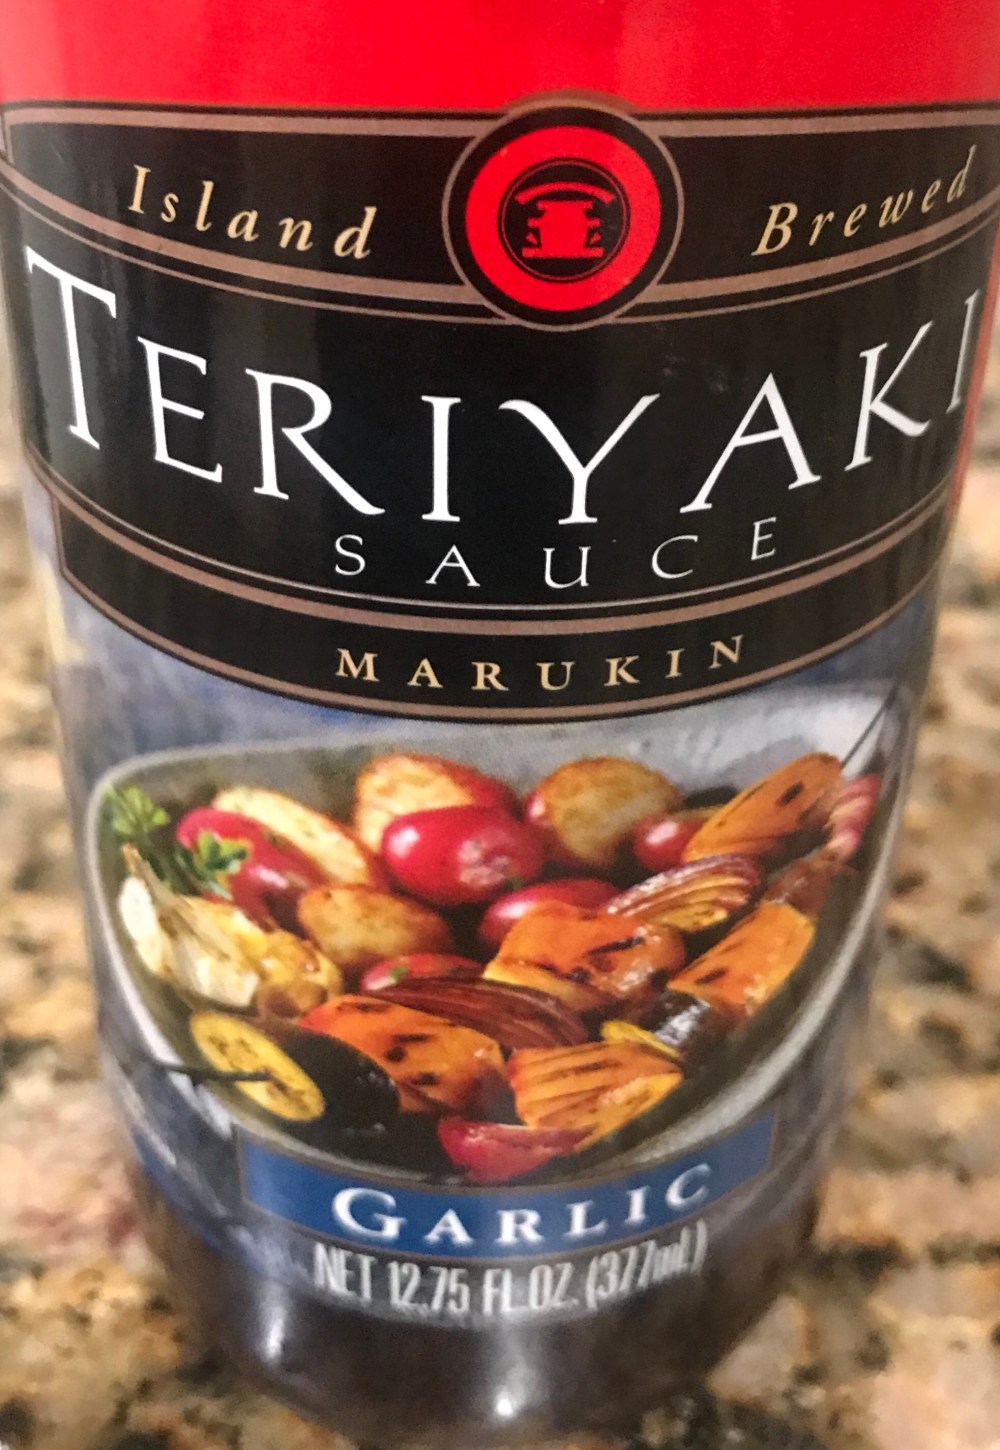 Island Brewed
TERIYAKI
SAUCE
MARUKIN
GARLIC
NET 12.75 FL. OZ. (377mL)